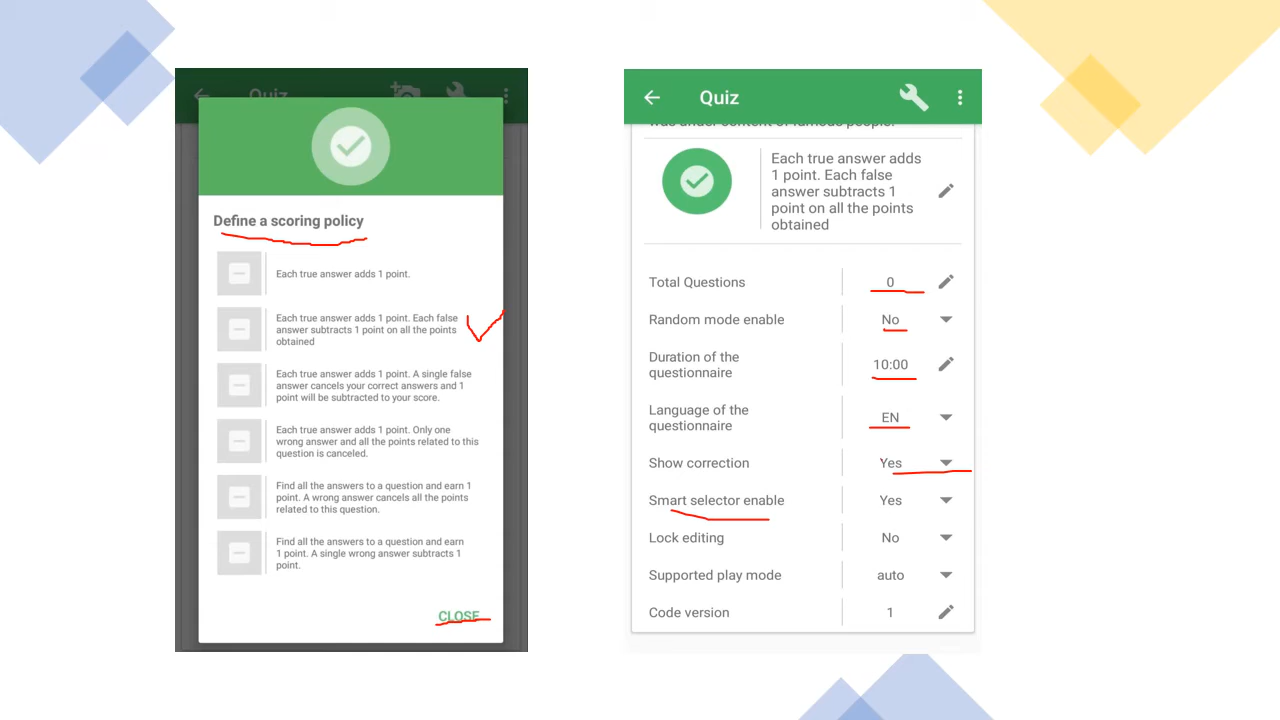 Quiz
Define a scoring policy
Each true answer adds 1 point.
Each true answer adds 1 point. Each false
answer subtracts 1 point on all the points
obtained
Each true answer adds 1 point. A single false
answer cancels your correct answers and 1
point will be subtracted to your score.
Each true answer adds 1 point. Only one
wrong answer and all the points related to this
question is canceled.
Find all the answers to a question and earn 1
point. A wrong answer cancels all the points
related to this question.
Find all the answers to a question and earn
1 point. A single wrong answer subtracts 1
point.
CLOSE
Quiz
was under content of famous people.
Each true answer adds
1 point. Each false
answer subtracts 1
point on all the points
obtained
Total Questions 0
Random mode enable No
Duration of the
questionnaire 10:00
Language of the
questionnaire EN
Show correction Yes
Smart selector enable Yes
Lock editing No
Supported play mode auto
Code version 1